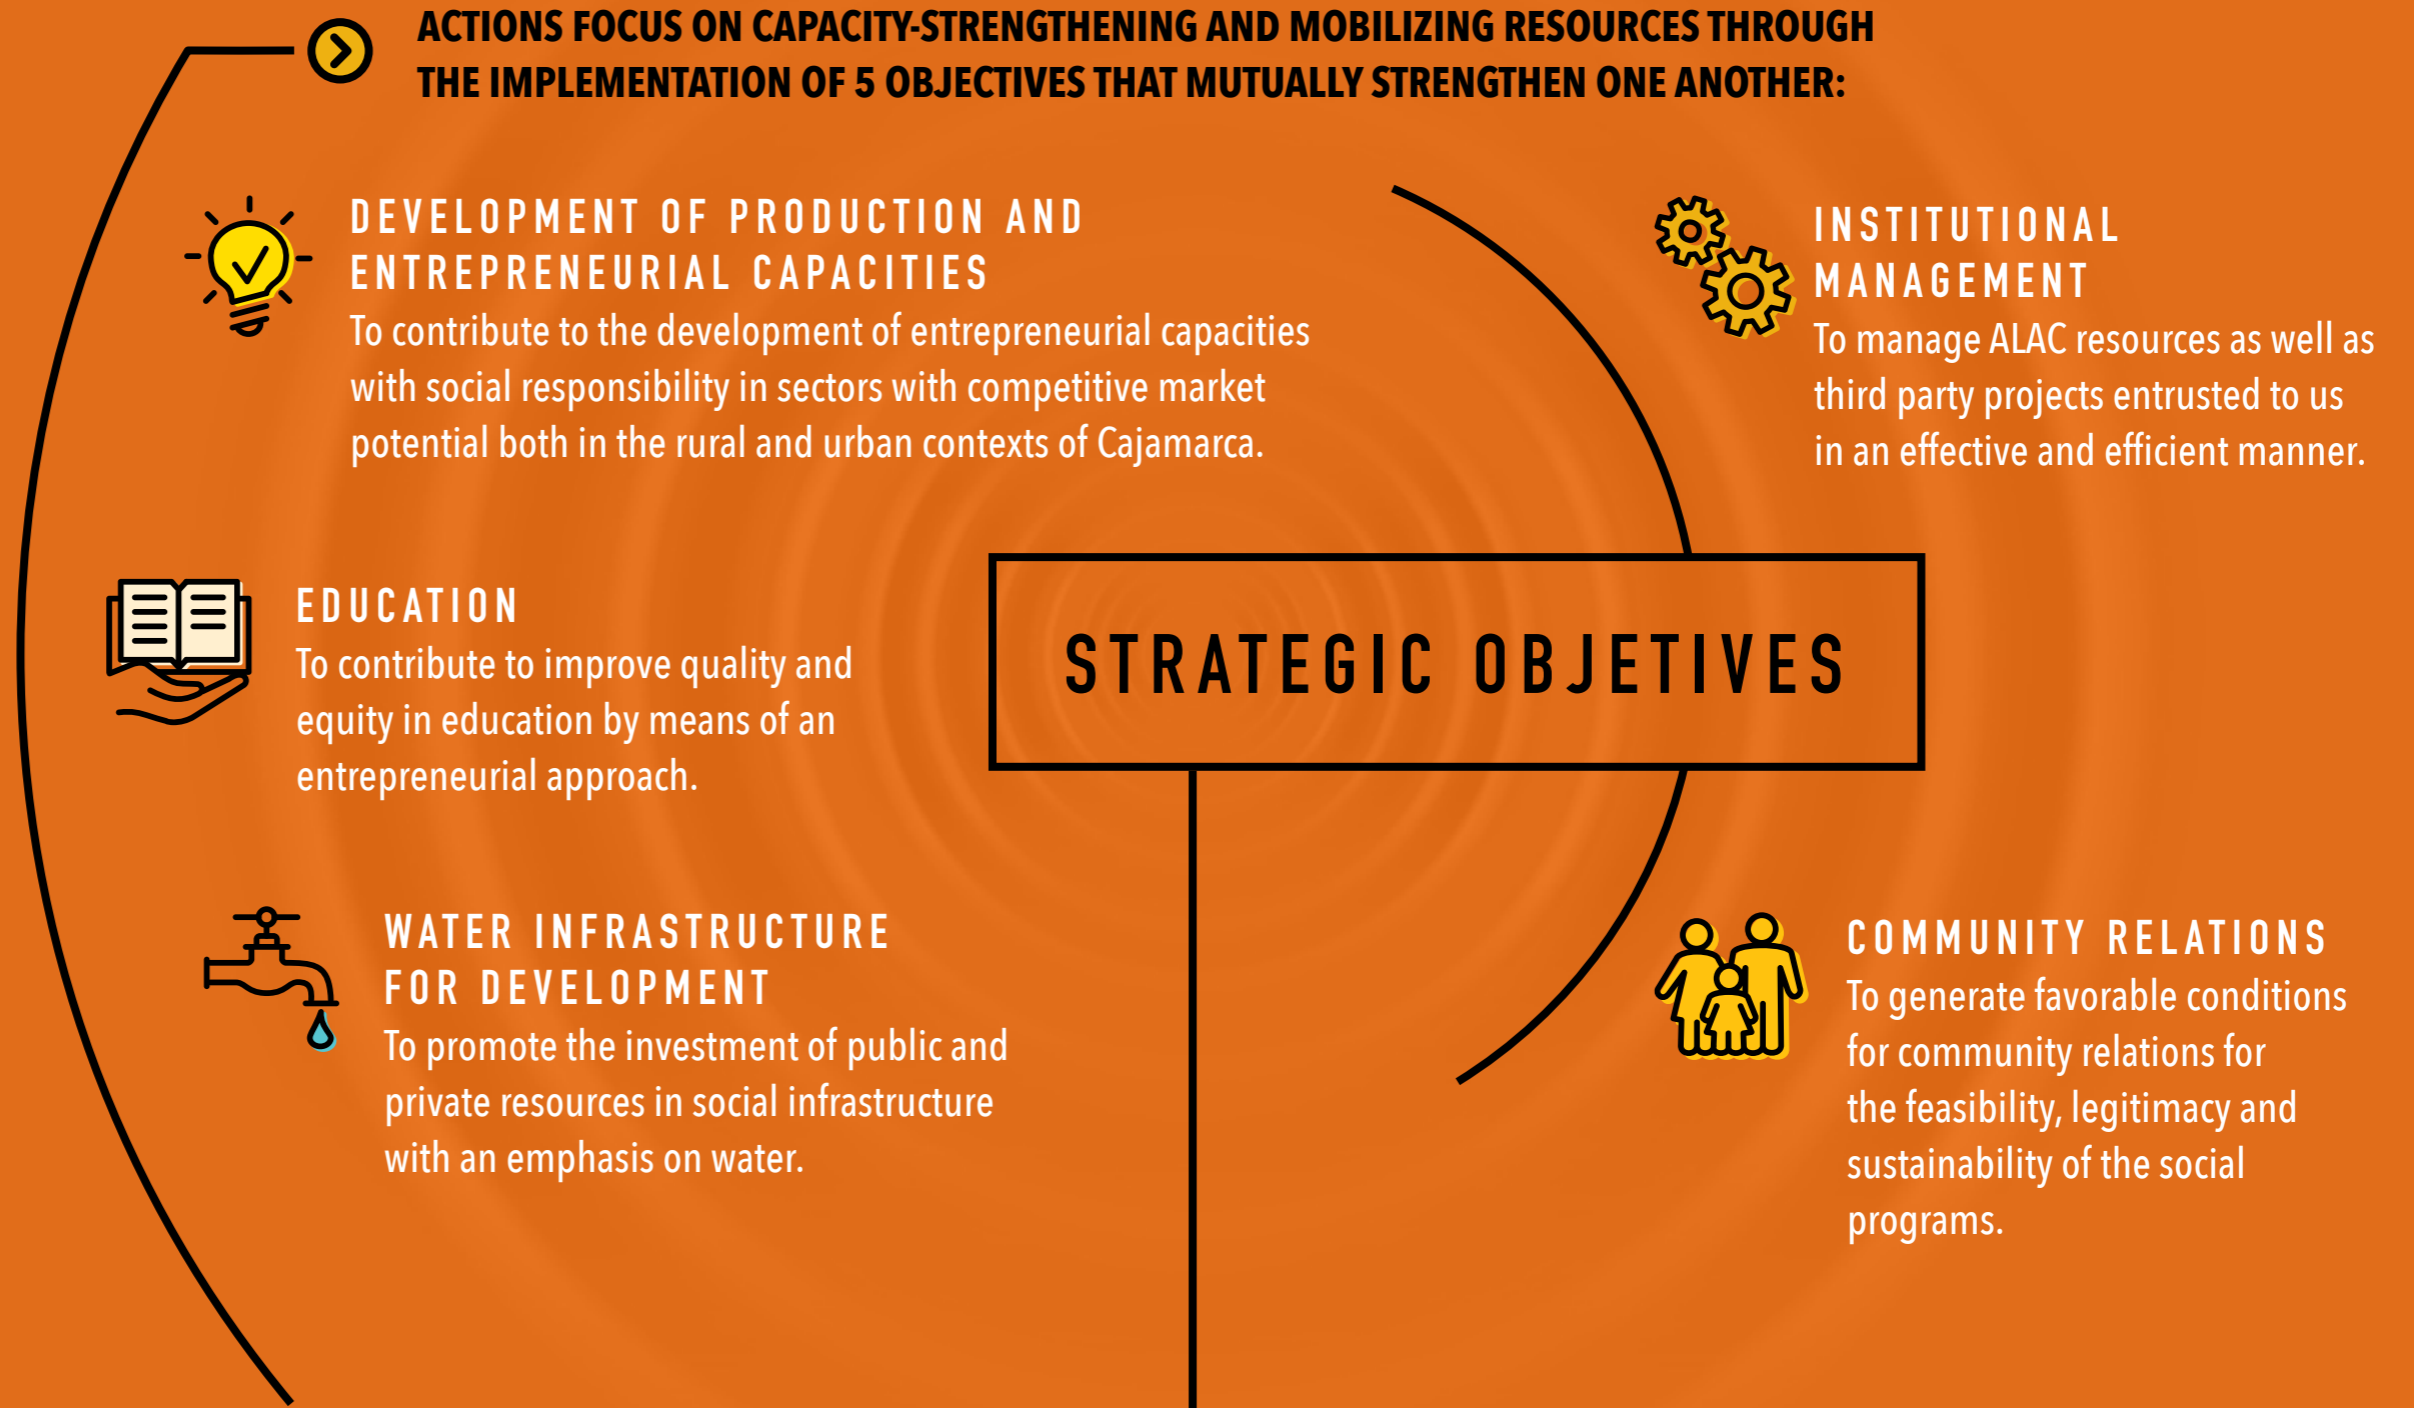 ACTIONS FOCUS ON CAPACITY-STRENGTHENING AND MOBILIZING RESOURCES THROUGH
THE IMPLEMENTATION OF 5 OBJECTIVES THAT MUTUALLY STRENGTHEN ONE ANOTHER:
DEVELOPMENT OF PRODUCTION AND
ENTREPRENEURIAL CAPACITIES
To contribute to the development of entrepreneurial capacities
with social responsibility in sectors with competitive market
potential both in the rural and urban contexts of Cajamarca.
INSTITUTIONAL
MANAGEMENT
To manage ALAC resources as well as
third party projects entrusted to us
in an effective and efficient manner.
EDUCATION
To contribute to improve quality and
equity in education by means of an
entrepreneurial approach.
STRATEGIC OBJETIVES
WATER INFRASTRUCTURE
FOR DEVELOPMENT
To promote the investment of public and
private resources in social infrastructure
with an emphasis on water.
COMMUNITY RELATIONS
To generate favorable conditions
for community relations for
the feasibility, legitimacy and
sustainability of the social
programs.